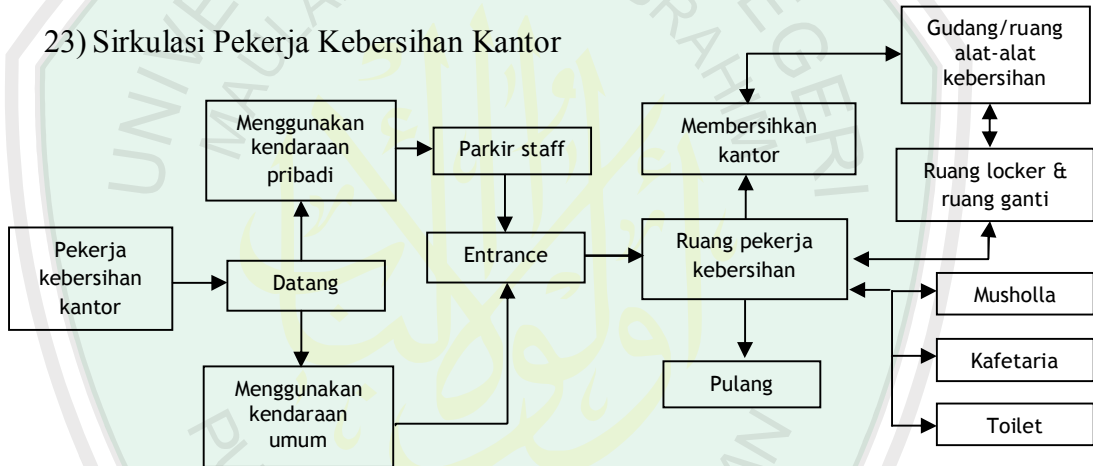 23) Sirkulasi Pekerja Kebersihan Kantor
Pekerja
kebersihan
kantor
Datang
Menggunakan
kendaraan
pribadi
Parkir staff
Menggunakan
kendaraan
umum
Entrance
Ruang pekerja
kebersihan
Membersihkan
kantor
Pulang
Gudang/ruang
alat-alat
kebersihan
Ruang locker &
ruang ganti
Musholla
Kafetaria
Toilet